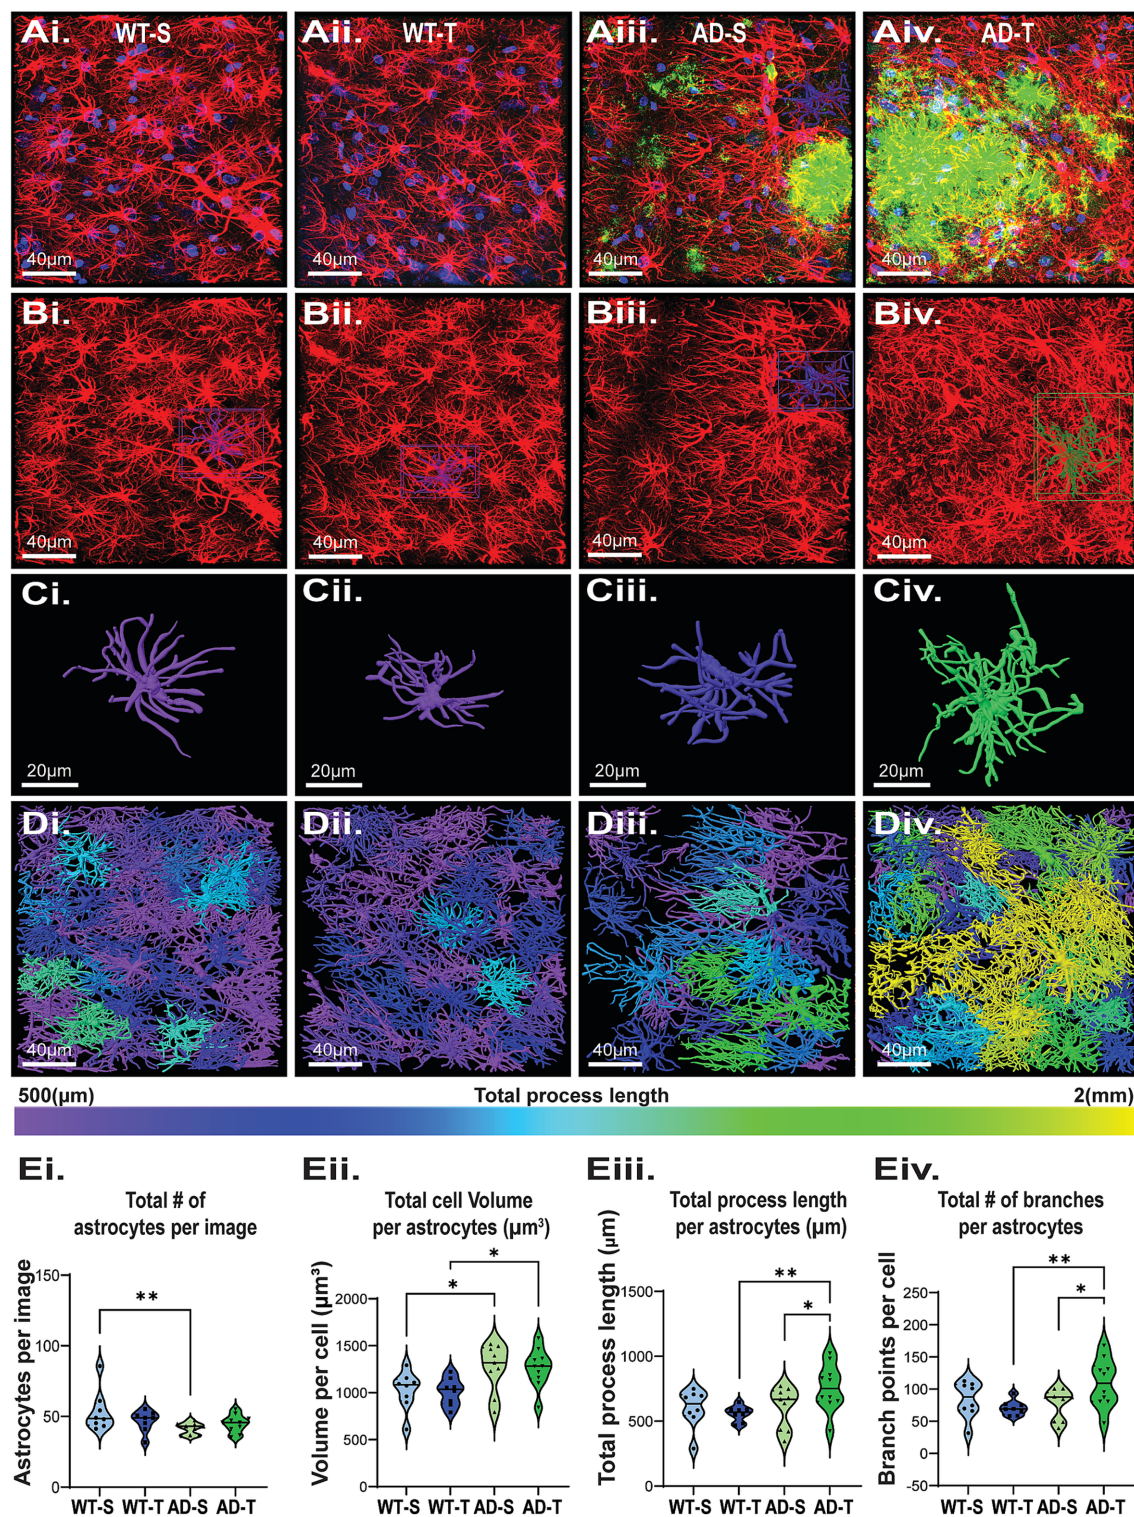 Ai. WT-S
Aii. WT-T
Aiii. AD-S
Aiv. AD-T
40µm
40µm
40µm
40µm
Bi.
Bii.
Biii.
Biv.
40µm
40µm
40µm
40µm
Ci.
Cii.
Ciii.
Civ.
20µm
20µm
20µm
20µm
Di.
Dii.
Diii.
Div.
40µm
40µm
40µm
40µm
500(µm) Total process length 2(mm)
Ei.
Total # of
astrocytes per image
Astrocytes per image
150
100
50
0
**
WT-S WT-T AD-S AD-T
Eii.
Total cell Volume
per astrocytes (µm³)
Volume per cell (µm³)
2000
1500
1000
500
0
*
*
WT-S WT-T AD-S AD-T
Eiii.
Total process length
per astrocytes (µm)
Total process length (µm)
1500
1000
500
0
**
*
WT-S WT-T AD-S AD-T
Eiv.
Total # of branches
per astrocytes
Branch points per cell
250
200
150
100
50
0
-50
**
*
WT-S WT-T AD-S AD-T